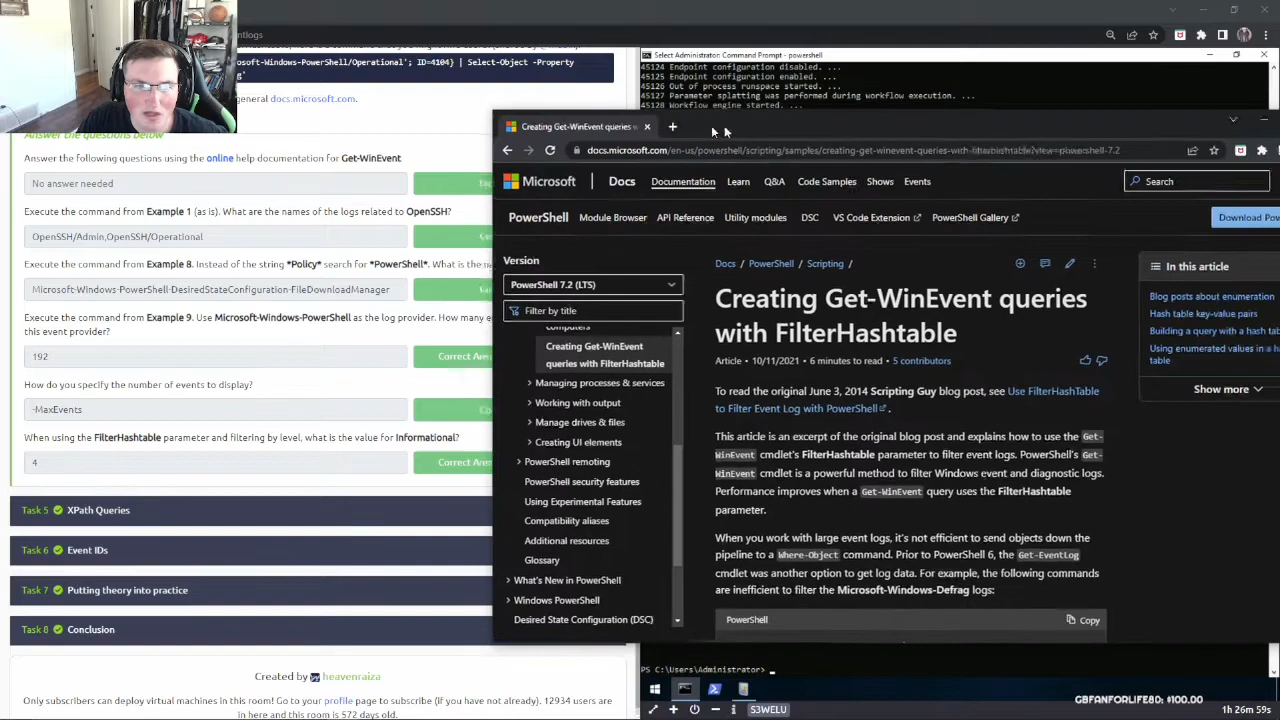 entlogs
osoft-Windows-PowerShell/Operational'; ID=4104} | Select-Object -Property
general docs.microsoft.com.
Answer the questions below
Answer the following questions using the online help documentation for Get-WinEvent
No answer needed
Execute the command from Example 1 (as is). What are the names of the logs related to OpenSSH?
OpenSSH/Admin,OpenSSH/Operational
Execute the command from Example 8. Instead of the string *Policy* search for *PowerShell*. What is the
Microsoft-Windows-PowerShell-DesiredStateConfiguration-FileDownloadManager
Execute the command from Example 9. Use Microsoft-Windows-PowerShell as the log provider. How many e
this event provider?
192
Correct Ans
How do you specify the number of events to display?
-MaxEvents
When using the FilterHashtable parameter and filtering by level, what is the value for Informational?
4
Correct Ans
Task 5 XPath Queries
Task 6 Event IDs
Task 7 Putting theory into practice
Task 8 Conclusion
Created by heavenraiza
Only subscribers can deploy virtual machines in this room! Go to your profile page to subscribe (if you have not already). 12934 users are
in here and this room is 572 days old.
Select Administrator: Command Prompt - powershell
45124 Endpoint configuration disabled. ...
45125 Endpoint configuration enabled. ...
45126 Out of process runspace started. ...
45127 Parameter splatting was performed during workflow execution. ...
45128 Workflow engine started. ...
Creating Get-WinEvent queries w
docs.microsoft.com/en-us/powershell/scripting/samples/creating-get-winevent-queries-with-filterhashtable?view=powershell-7.2
Microsoft Docs Documentation Learn Q&A Code Samples Shows Events
Search
PowerShell Module Browser API Reference Utility modules DSC VS Code Extension PowerShell Gallery
Download Pow
Version
PowerShell 7.2 (LTS)
Filter by title
computers
Creating Get-WinEvent
queries with FilterHashtable
Managing processes & services
Working with output
Manage drives & files
Creating UI elements
PowerShell remoting
PowerShell security features
Using Experimental Features
Compatibility aliases
Additional resources
Glossary
What's New in PowerShell
Windows PowerShell
Desired State Configuration (DSC)
Docs / PowerShell / Scripting /
Creating Get-WinEvent queries
with FilterHashtable
Article • 10/11/2021 • 6 minutes to read • 5 contributors
To read the original June 3, 2014 Scripting Guy blog post, see Use FilterHashTable
to Filter Event Log with PowerShell.
This article is an excerpt of the original blog post and explains how to use the Get-
WinEvent cmdlet's FilterHashtable parameter to filter event logs. PowerShell's Get-
WinEvent cmdlet is a powerful method to filter Windows event and diagnostic logs.
Performance improves when a Get-WinEvent query uses the FilterHashtable
parameter.
When you work with large event logs, it's not efficient to send objects down the
pipeline to a Where-Object command. Prior to PowerShell 6, the Get-EventLog
cmdlet was another option to get log data. For example, the following commands
are inefficient to filter the Microsoft-Windows-Defrag logs:
PowerShell
Copy
In this article
Blog posts about enumeration
Hash table key-value pairs
Building a query with a hash tab
Using enumerated values in a h
table
Show more
PS C:\Users\Administrator> _
S3WELU
GBFANFORLIFE80: $100.00
1h 26m 59s